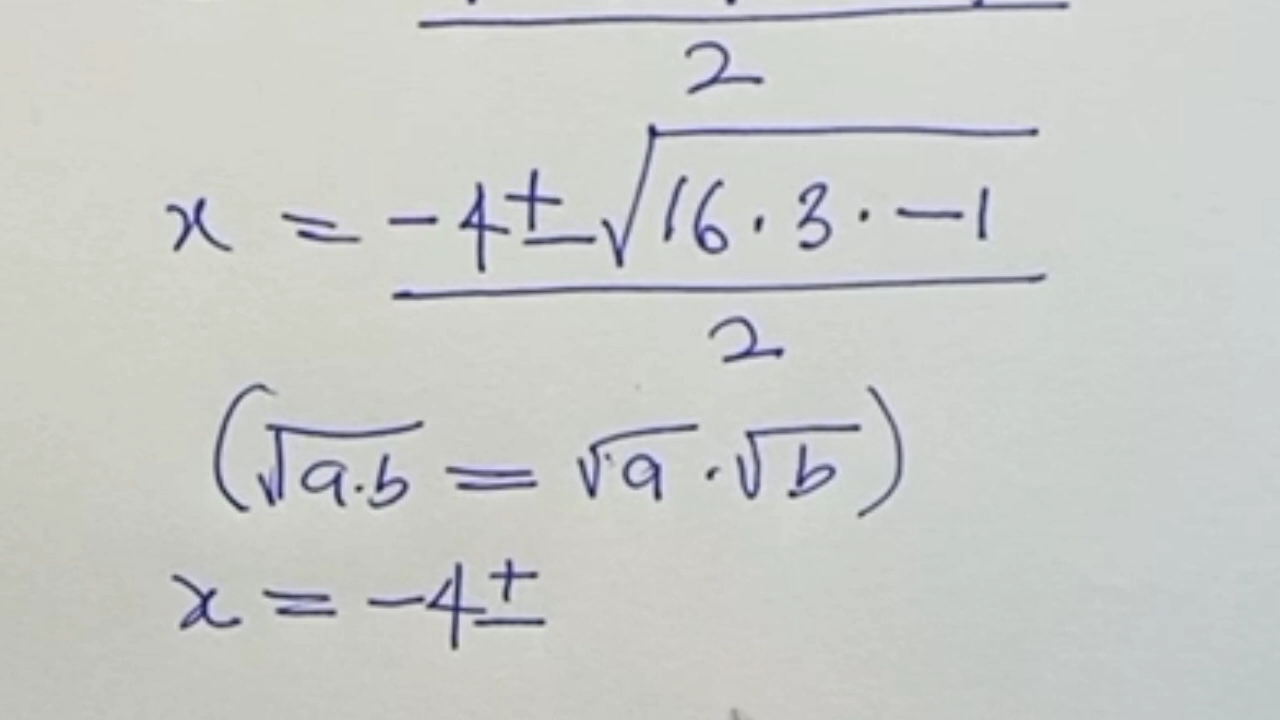 2
x = -4 ± √16 · 3 · -1
2
(√a.b = √a · √b)
x = -4 ±